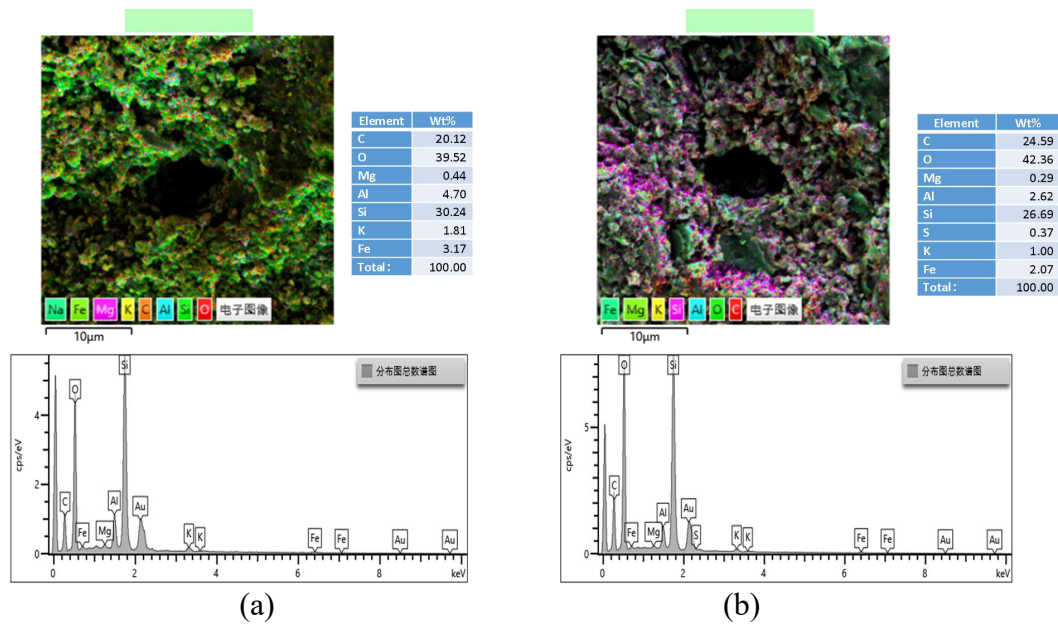 Element Wt%
C 20.12
O 39.52
Mg 0.44
Al 4.70
Si 30.24
K 1.81
Fe 3.17
Total: 100.00
Na Fe Mg K C Al Si O 电子图像
10μm
Element Wt%
C 24.59
O 42.36
Mg 0.29
Al 2.62
Si 26.69
S 0.37
K 1.00
Fe 2.07
Total: 100.00
Fe Mg K Si Al O C 电子图像
10μm
分布图总数谱图
Si
O
4
cps/eV
2
C Fe Mg Al Au K K Fe Fe Au Au
0
0 2 4 6 8 keV
分布图总数谱图
O Si
5
cps/eV
C Fe Mg Al Au S K K Fe Fe Au Au
0
0 2 4 6 8 keV
(a)
(b)